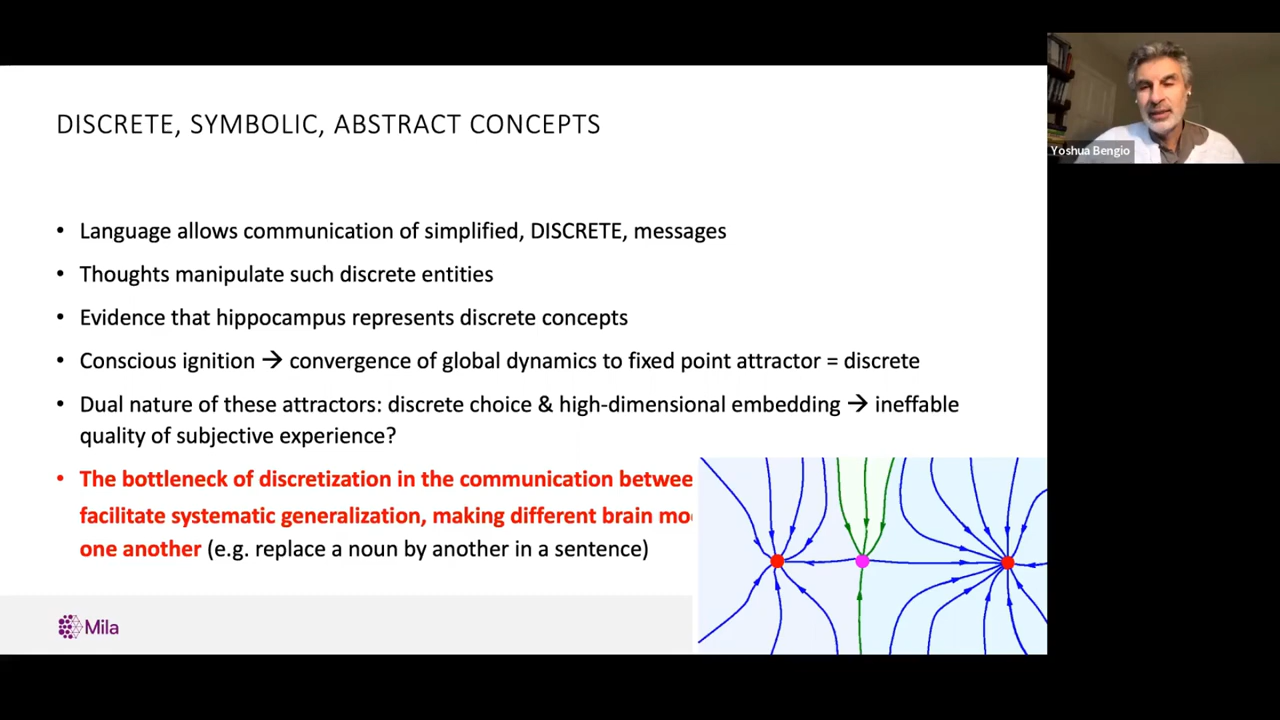 DISCRETE, SYMBOLIC, ABSTRACT CONCEPTS
Yoshua Bengio
• Language allows communication of simplified, DISCRETE, messages
• Thoughts manipulate such discrete entities
• Evidence that hippocampus represents discrete concepts
• Conscious ignition → convergence of global dynamics to fixed point attractor = discrete
• Dual nature of these attractors: discrete choice & high-dimensional embedding → ineffable
quality of subjective experience?
• The bottleneck of discretization in the communication
facilitate systematic generalization, making different brain
one another (e.g. replace a noun by another in a sentence)
Mila